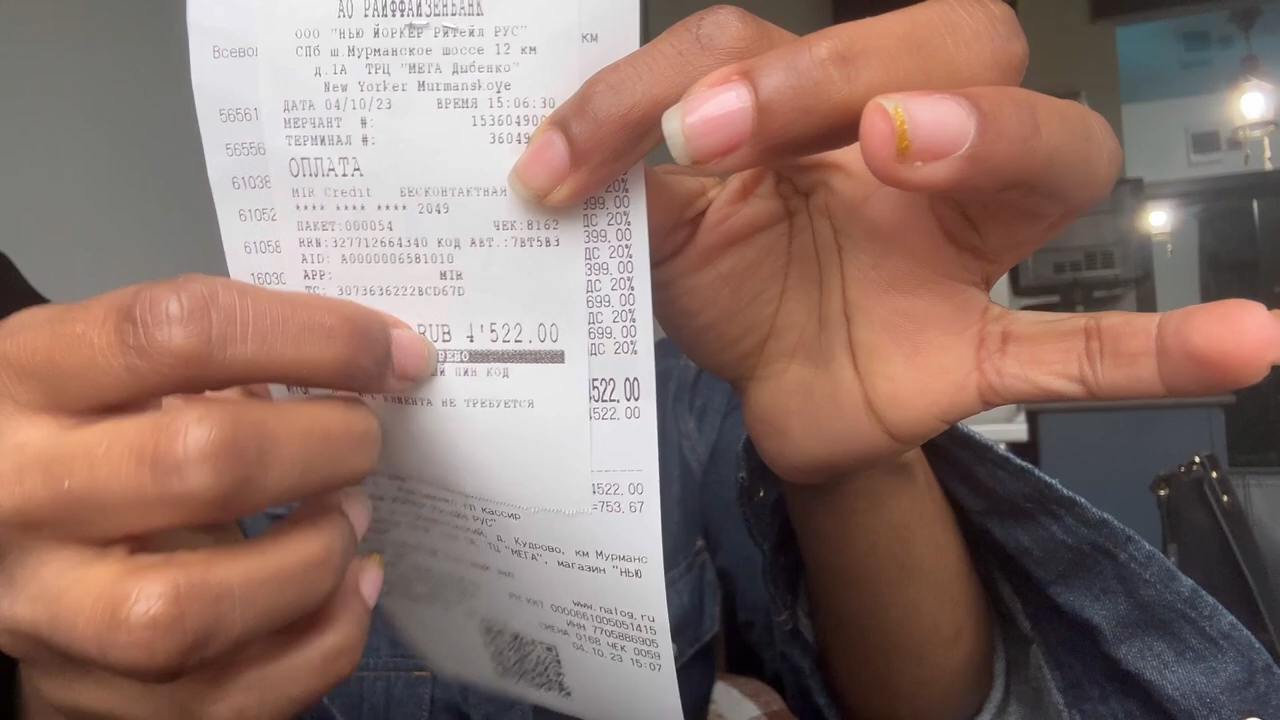 АО РАЙФФАЙЗЕНБАНК
ООО "НЬЮ ЙОРКЕР РИТЕЙЛ РУС"
СПб ш.Мурманское шоссе 12 км
д.1А ТРЦ "МЕГА Дыбенко"
New Yorker Murmanskoye
ДАТА 04/10/23 ВРЕМЯ 15:06:30
МЕРЧАНТ #: 153604900
ТЕРМИНАЛ #: 36049
ОПЛАТА
MIR Credit БЕСКОНТАКТНАЯ
**** **** **** 2049
ПАКЕТ:000054 ЧЕК:8162
RRN:327712664340 КОД АВТ.:7BT5B3
AID: A0000006581010
APP: MIR
TC: 3073636222BCD67D
RUB 4'522.00
РЕНО
ЫЙ ПИН КОД
КЛИЕНТА НЕ ТРЕБУЕТСЯ
Всево
км
56561
56556
61038
61052
61058
1603
20%
399.00
ДС 20%
399.00
ДС 20%
399.00
ДС 20%
699.00
ДС 20%
699.00
ДС 20%
4522.00
4522.00
4522.00
=753.67
кассир
РУС"
д. Кудрово, км Мурманс
ТЦ "МЕГА", магазин "НЬЮ
www.nalog.ru
РН ККТ 0000661005051415
ИНН 7705886905
СМЕНА 0168 ЧЕК 0059
04.10.23 15:07